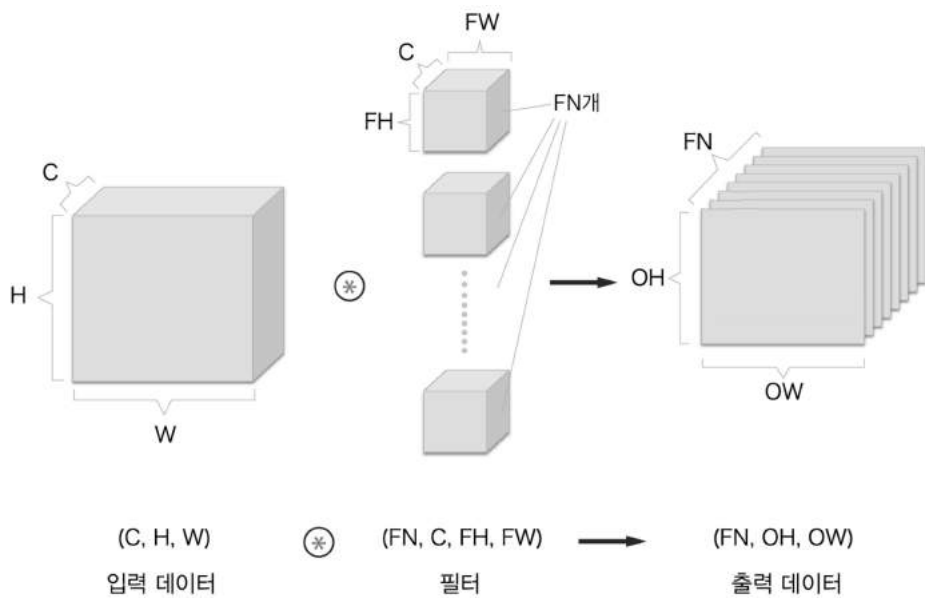 FW
C
FH
FN개
C
H
W
⊛
FN
OH
OW
(C, H, W) ⊛ (FN, C, FH, FW) → (FN, OH, OW)
입력 데이터 필터 출력 데이터